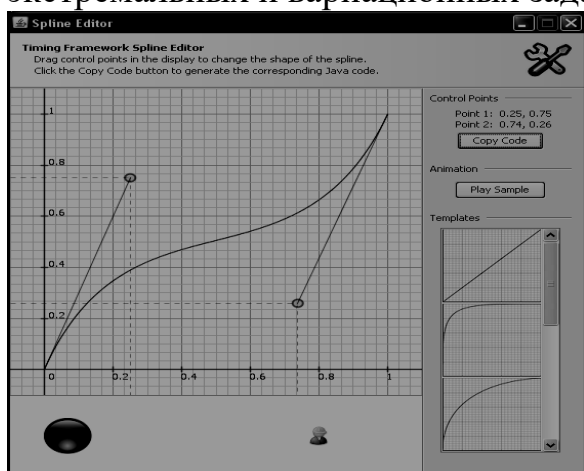 экстремальных и вариационных зада
Spline Editor
Timing Framework Spline Editor
Drag control points in the display to change the shape of the spline.
Click the Copy Code button to generate the corresponding Java code.
Control Points
Point 1: 0.25, 0.75
Point 2: 0.74, 0.26
Copy Code
Animation
Play Sample
Templates
1
0.8
0.6
0.4
0.2
0
0.2
0.4
0.6
0.8
1